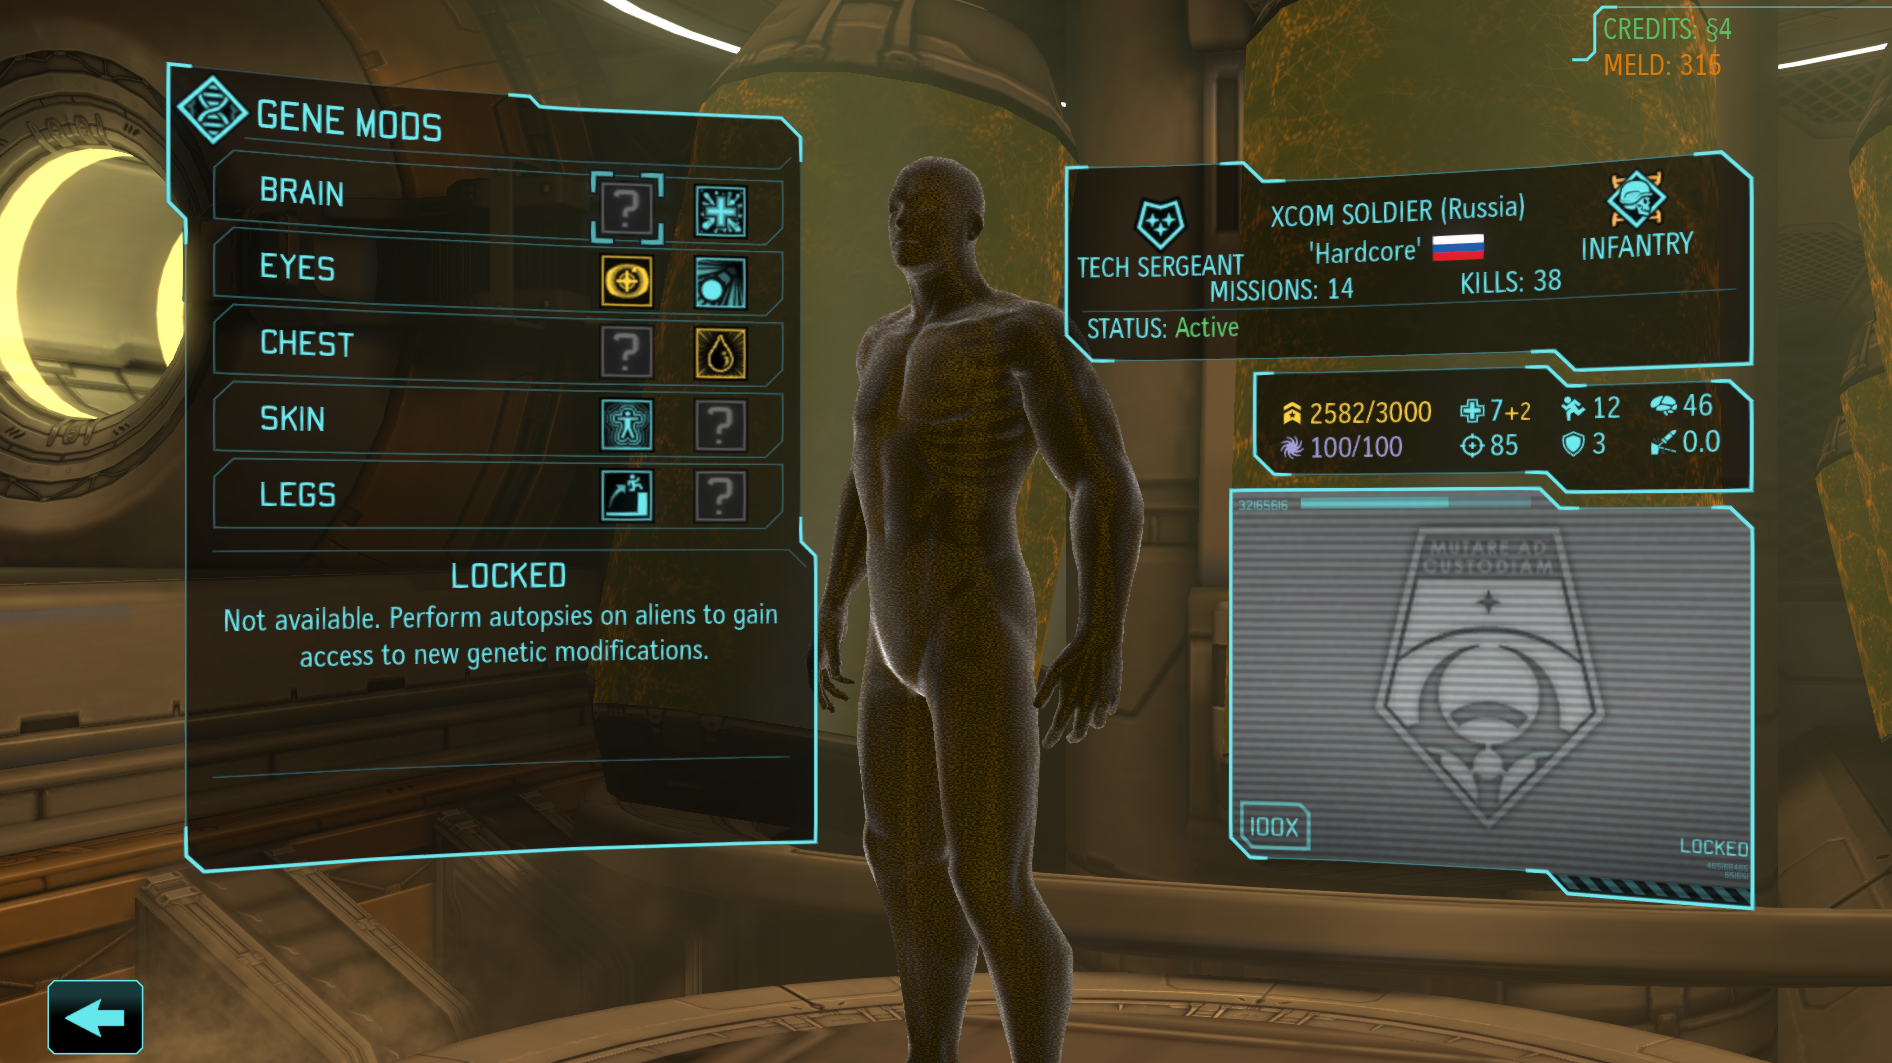 CREDITS: §4
MELD: 315
GENE MODS
BRAIN
EYES
CHEST
SKIN
LEGS
LOCKED
Not available. Perform autopsies on aliens to gain
access to new genetic modifications.
XCOM SOLDIER (Russia)
'Hardcore'
TECH SERGEANT
INFANTRY
MISSIONS: 14
KILLS: 38
STATUS: Active
2582/3000
7+2
12
46
100/100
85
3
0.0
32165616
MUTARE AD
CUSTODIAM
100X
LOCKED